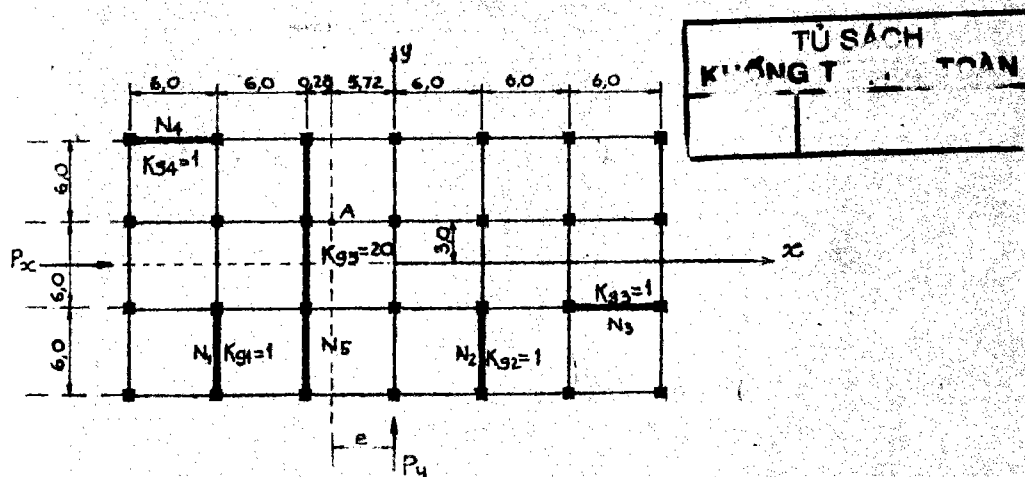 TỦ SÁCH
y
6,0 6,0 0,28 5,72 6,0 6,0 6,0
N4
Kg4=1
6,0
A
3,0
Kg5=20
x
Px
6,0
Kg3=1
N3
6,0
N1 Kg1=1
N5
N2 Kg2=1
e
Py